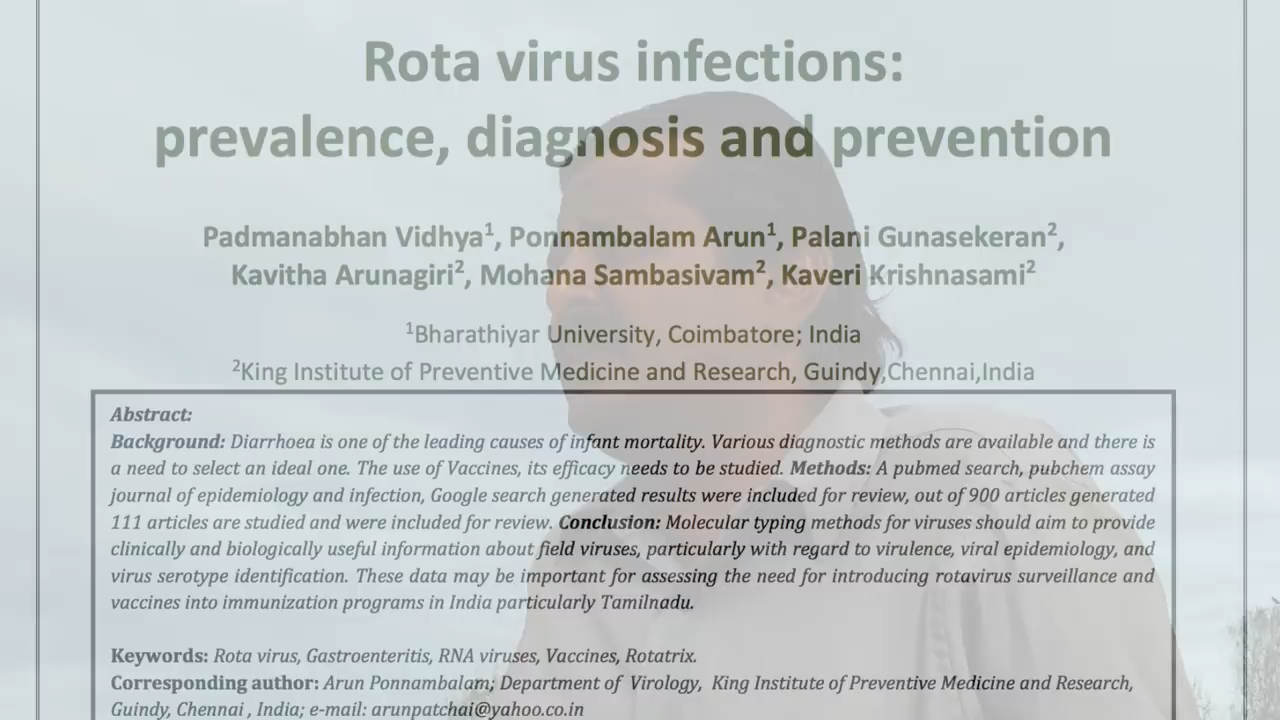 Rota virus infections:
prevalence, diagnosis and prevention
Padmanabhan Vidhya1, Ponnambalam Arun1, Palani Gunasekeran2,
Kavitha Arunagiri2, Mohana Sambasivam2, Kaveri Krishnasami2
1Bharathiyar University, Coimbatore; India
2King Institute of Preventive Medicine and Research, Guindy,Chennai,India
Abstract:
Background: Diarrhoea is one of the leading causes of infant mortality. Various diagnostic methods are available and there is
a need to select an ideal one. The use of Vaccines, its efficacy needs to be studied. Methods: A pubmed search, pubchem assay
journal of epidemiology and infection, Google search generated results were included for review, out of 900 articles generated
111 articles are studied and were included for review. Conclusion: Molecular typing methods for viruses should aim to provide
clinically and biologically useful information about field viruses, particularly with regard to virulence, viral epidemiology, and
virus serotype identification. These data may be important for assessing the need for introducing rotavirus surveillance and
vaccines into immunization programs in India particularly Tamilnadu.
Keywords: Rota virus, Gastroenteritis, RNA viruses, Vaccines, Rotatrix.
Corresponding author: Arun Ponnambalam; Department of Virology, King Institute of Preventive Medicine and Research,
Guindy, Chennai , India; e-mail: arunpatchai@yahoo.co.in